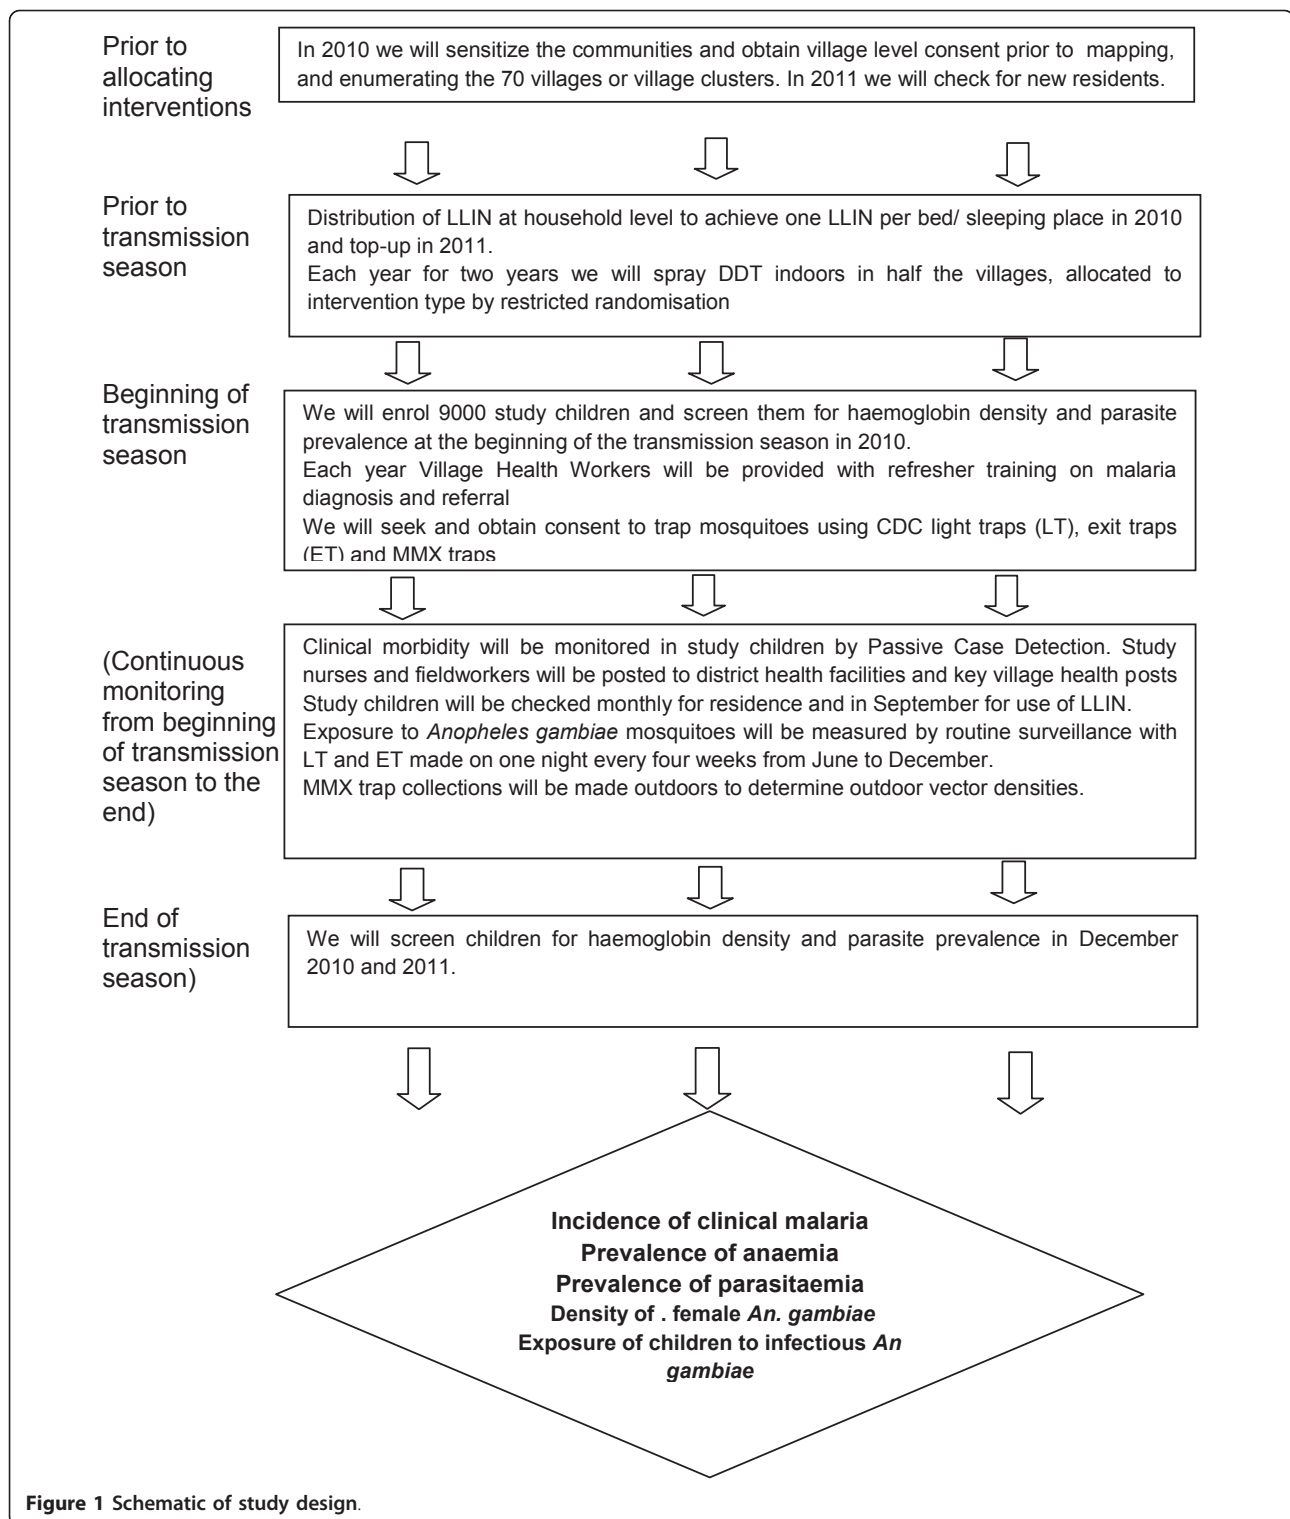 Prior to
allocating
interventions
In 2010 we will sensitize the communities and obtain village level consent prior to mapping,
and enumerating the 70 villages or village clusters. In 2011 we will check for new residents.
Prior to
transmission
season
Distribution of LLIN at household level to achieve one LLIN per bed/ sleeping place in 2010
and top-up in 2011.
Each year for two years we will spray DDT indoors in half the villages, allocated to
intervention type by restricted randomisation
Beginning of
transmission
season
We will enrol 9000 study children and screen them for haemoglobin density and parasite
prevalence at the beginning of the transmission season in 2010.
Each year Village Health Workers will be provided with refresher training on malaria
diagnosis and referral
We will seek and obtain consent to trap mosquitoes using CDC light traps (LT), exit traps
(ET) and MMX traps
(Continuous
monitoring
from beginning
of transmission
season to the
end)
Clinical morbidity will be monitored in study children by Passive Case Detection. Study
nurses and fieldworkers will be posted to district health facilities and key village health posts
Study children will be checked monthly for residence and in September for use of LLIN.
Exposure to Anopheles gambiae mosquitoes will be measured by routine surveillance with
LT and ET made on one night every four weeks from June to December.
MMX trap collections will be made outdoors to determine outdoor vector densities.
End of
transmission
season)
We will screen children for haemoglobin density and parasite prevalence in December
2010 and 2011.
Incidence of clinical malaria
Prevalence of anaemia
Prevalence of parasitaemia
Density of . female An. gambiae
Exposure of children to infectious An
gambiae
Figure 1 Schematic of study design.